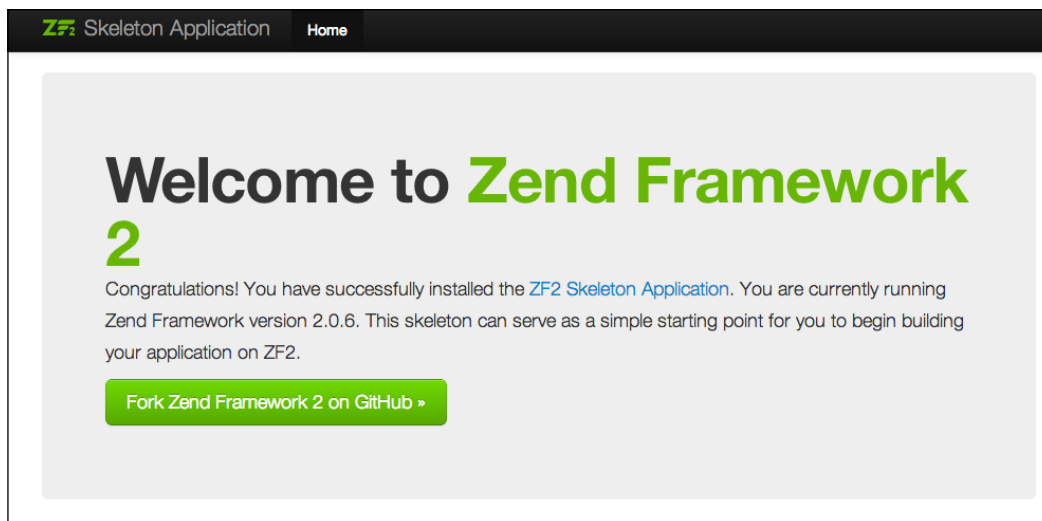 ZF2 Skeleton Application Home
Welcome to Zend Framework
2
Congratulations! You have successfully installed the ZF2 Skeleton Application. You are currently running
Zend Framework version 2.0.6. This skeleton can serve as a simple starting point for you to begin building
your application on ZF2.
Fork Zend Framework 2 on GitHub »